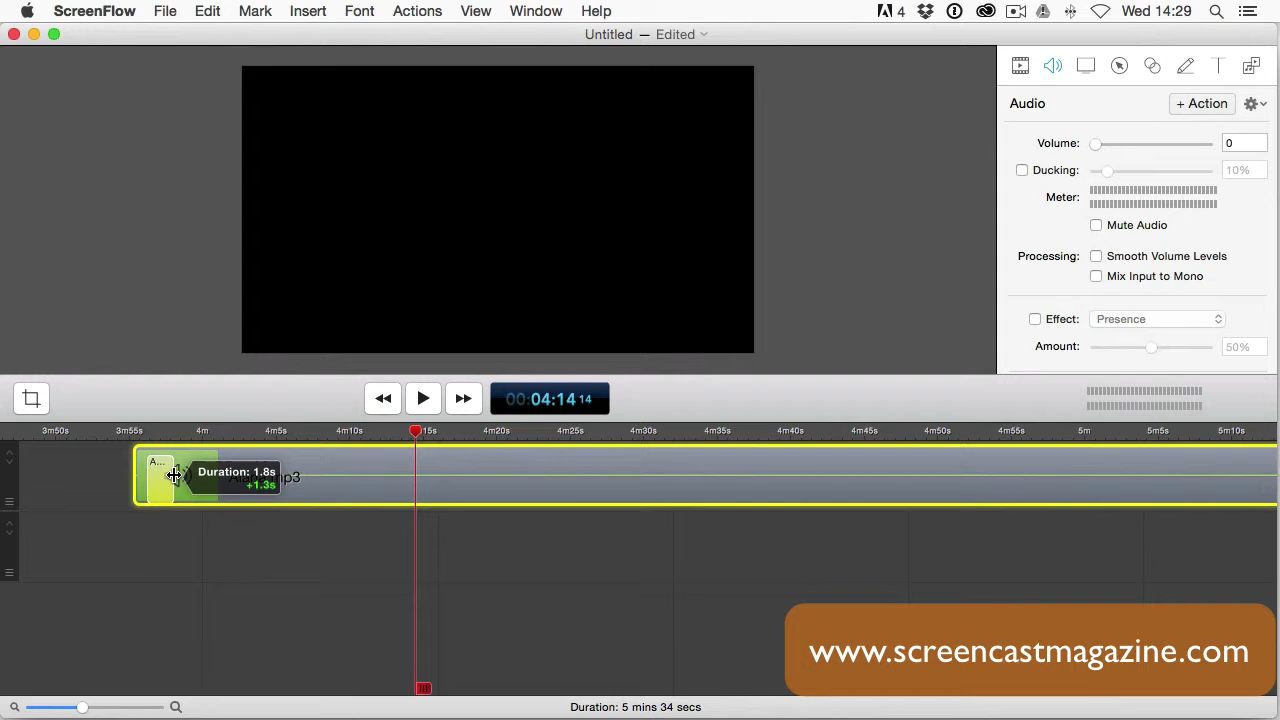 ScreenFlow File Edit Mark Insert Font Actions View Window Help 4 Wed 14:29
Untitled — Edited
Audio + Action
Volume: 0
Ducking: 10%
Meter:
Mute Audio
Processing: Smooth Volume Levels
Mix Input to Mono
Effect: Presence
Amount: 50%
00:04:14 14
3m50s 3m55s 4m 4m5s 4m10s 15s 4m20s 4m25s 4m30s 4m35s 4m40s 4m45s 4m50s 4m55s 5m 5m5s 5m10s
A...
Duration: 1.8s
+1.3s
mp3
www.screencastmagazine.com
Duration: 5 mins 34 secs